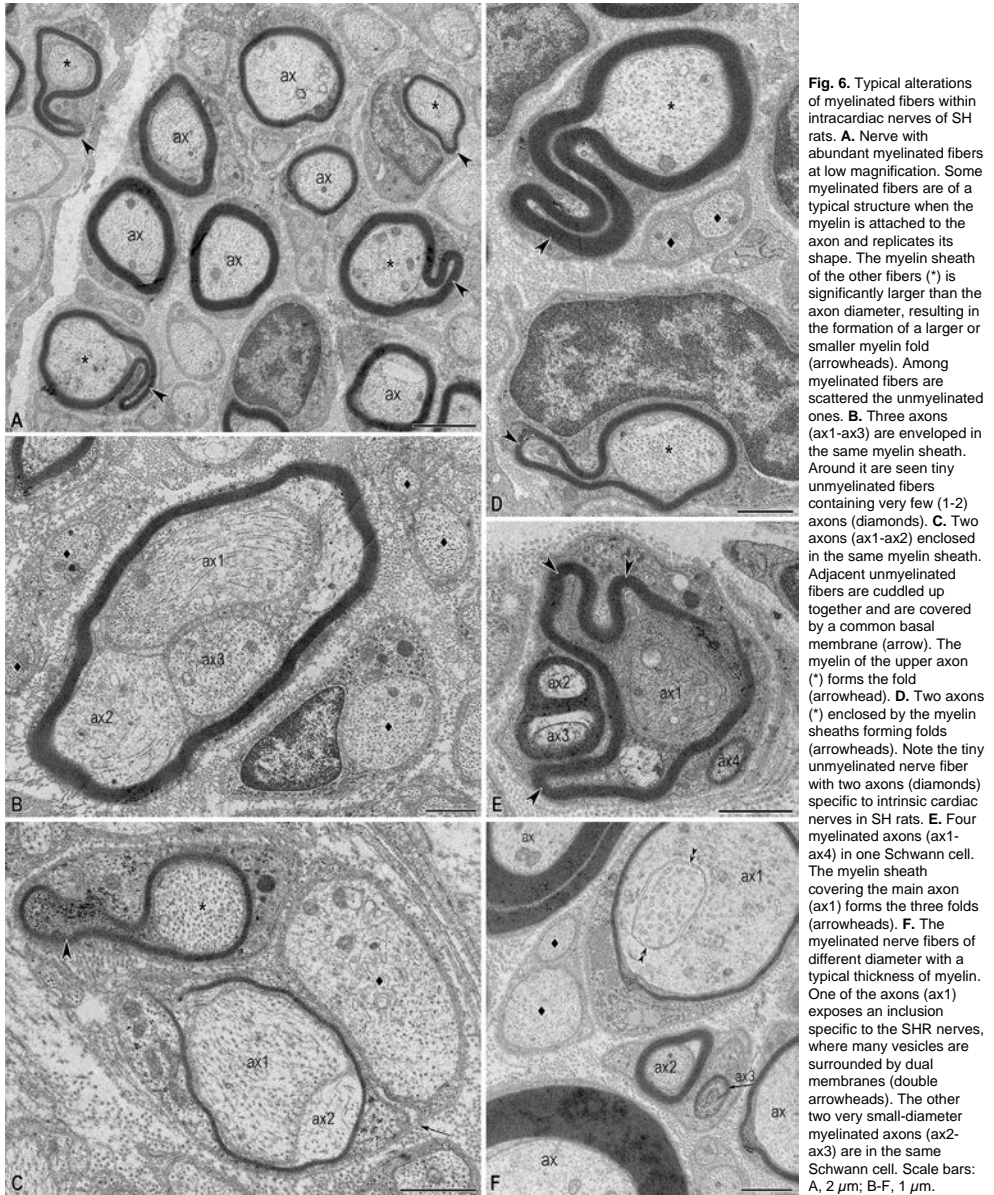 ax
ax
ax
ax
ax
ax
A
*
*
*
*
D
*
*
B
ax1
ax3
ax2
E
ax1
ax2
ax3
ax4
C
*
ax1
ax2
F
ax
ax1
ax2
ax3
ax
ax
Fig. 6. Typical alterations
of myelinated fibers within
intracardiac nerves of SH
rats. A. Nerve with
abundant myelinated fibers
at low magnification. Some
myelinated fibers are of a
typical structure when the
myelin is attached to the
axon and replicates its
shape. The myelin sheath
of the other fibers (*) is
significantly larger than the
axon diameter, resulting in
the formation of a larger or
smaller myelin fold
(arrowheads). Among
myelinated fibers are
scattered the unmyelinated
ones. B. Three axons
(ax1-ax3) are enveloped in
the same myelin sheath.
Around it are seen tiny
unmyelinated fibers
containing very few (1-2)
axons (diamonds). C. Two
axons (ax1-ax2) enclosed
in the same myelin sheath.
Adjacent unmyelinated
fibers are cuddled up
together and are covered
by a common basal
membrane (arrow). The
myelin of the upper axon
(*) forms the fold
(arrowhead). D. Two axons
(*) enclosed by the myelin
sheaths forming folds
(arrowheads). Note the tiny
unmyelinated nerve fiber
with two axons (diamonds)
specific to intrinsic cardiac
nerves in SH rats. E. Four
myelinated axons (ax1-
ax4) in one Schwann cell.
The myelin sheath
covering the main axon
(ax1) forms the three folds
(arrowheads). F. The
myelinated nerve fibers of
different diameter with a
typical thickness of myelin.
One of the axons (ax1)
exposes an inclusion
specific to the SHR nerves,
where many vesicles are
surrounded by dual
membranes (double
arrowheads). The other
two very small-diameter
myelinated axons (ax2-
ax3) are in the same
Schwann cell. Scale bars:
A, 2 µm; B-F, 1 µm.